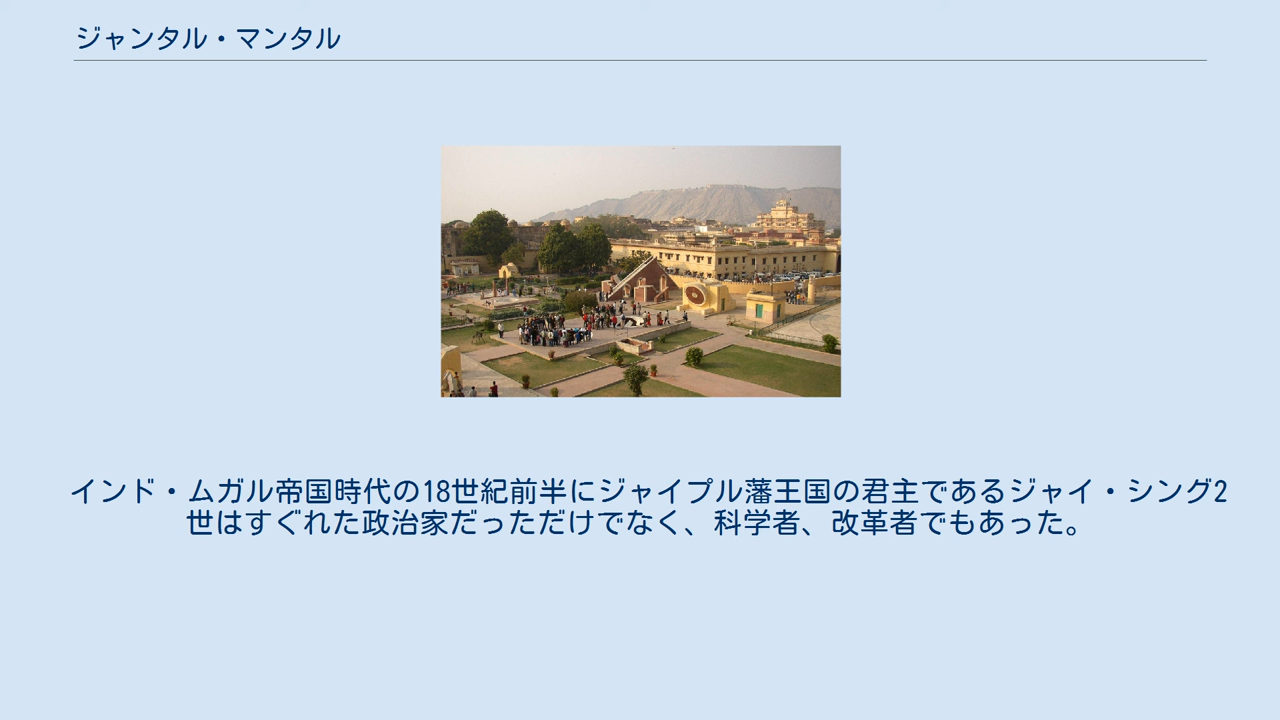 ジャンタル・マンタル
インド・ムガル帝国時代の18世紀前半にジャイプル藩王国の君主であるジャイ・シング2
世はすぐれた政治家だっただけでなく、科学者、改革者でもあった。